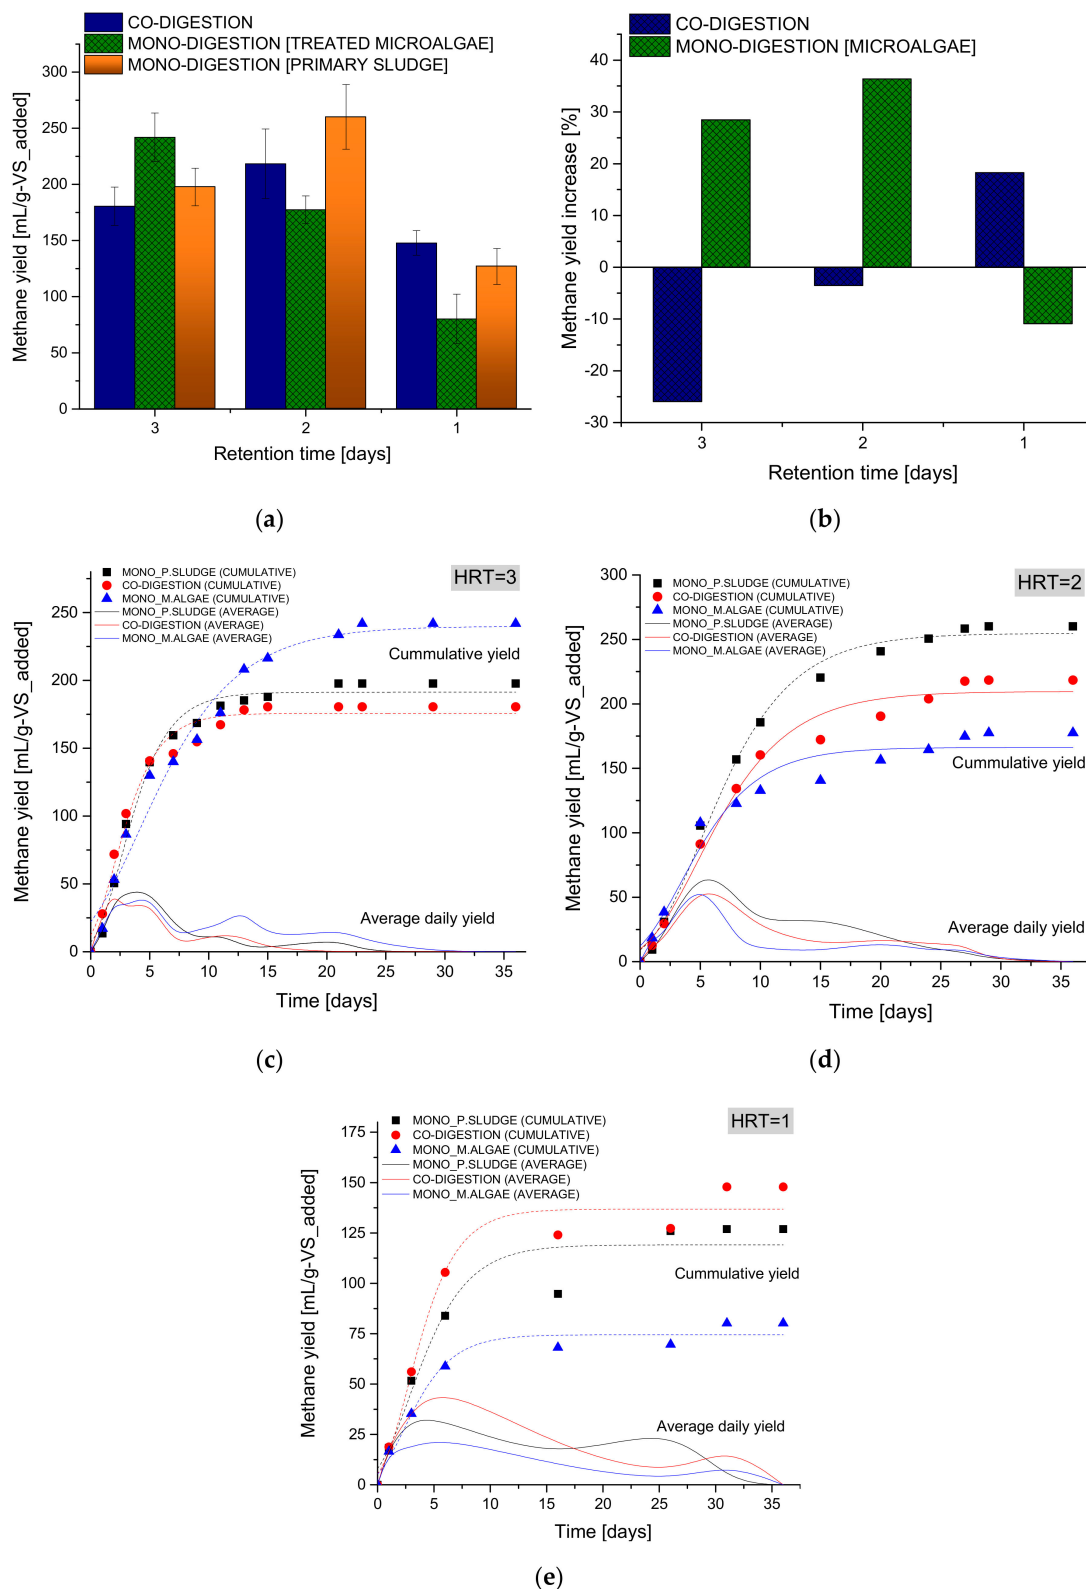 CO-DIGESTION
MONO-DIGESTION [TREATED MICROALGAE]
MONO-DIGESTION [PRIMARY SLUDGE]
300
250
200
150
100
50
0
Methane yield [mL/g-VS_added]
3
2
1
Retention time [days]
(a)
CO-DIGESTION
MONO-DIGESTION [MICROALGAE]
40
30
20
10
0
-10
-20
-30
Methane yield increase [%]
3
2
1
Retention time [days]
(b)
MONO_P.SLUDGE (CUMULATIVE)
CO-DIGESTION (CUMULATIVE)
MONO_M.ALGAE (CUMULATIVE)
MONO_P.SLUDGE (AVERAGE)
CO-DIGESTION (AVERAGE)
MONO_M.ALGAE (AVERAGE)
HRT=3
250
200
150
100
50
0
Methane yield [mL/g-VS_added]
Cummulative yield
Average daily yield
0 5 10 15 20 25 30 35
Time [days]
(c)
MONO_P.SLUDGE (CUMULATIVE)
CO-DIGESTION (CUMULATIVE)
MONO_M.ALGAE (CUMULATIVE)
MONO_P.SLUDGE (AVERAGE)
CO-DIGESTION (AVERAGE)
MONO_M.ALGAE (AVERAGE)
HRT=2
300
250
200
150
100
50
0
Methane yield [mL/g-VS_added]
Cummulative yield
Average daily yield
0 5 10 15 20 25 30 35
Time [days]
(d)
MONO_P.SLUDGE (CUMULATIVE)
CO-DIGESTION (CUMULATIVE)
MONO_M.ALGAE (CUMULATIVE)
MONO_P.SLUDGE (AVERAGE)
CO-DIGESTION (AVERAGE)
MONO_M.ALGAE (AVERAGE)
HRT=1
175
150
125
100
75
50
25
0
Methane yield [mL/g-VS_added]
Cummulative yield
Average daily yield
0 5 10 15 20 25 30 35
Time [days]
(e)